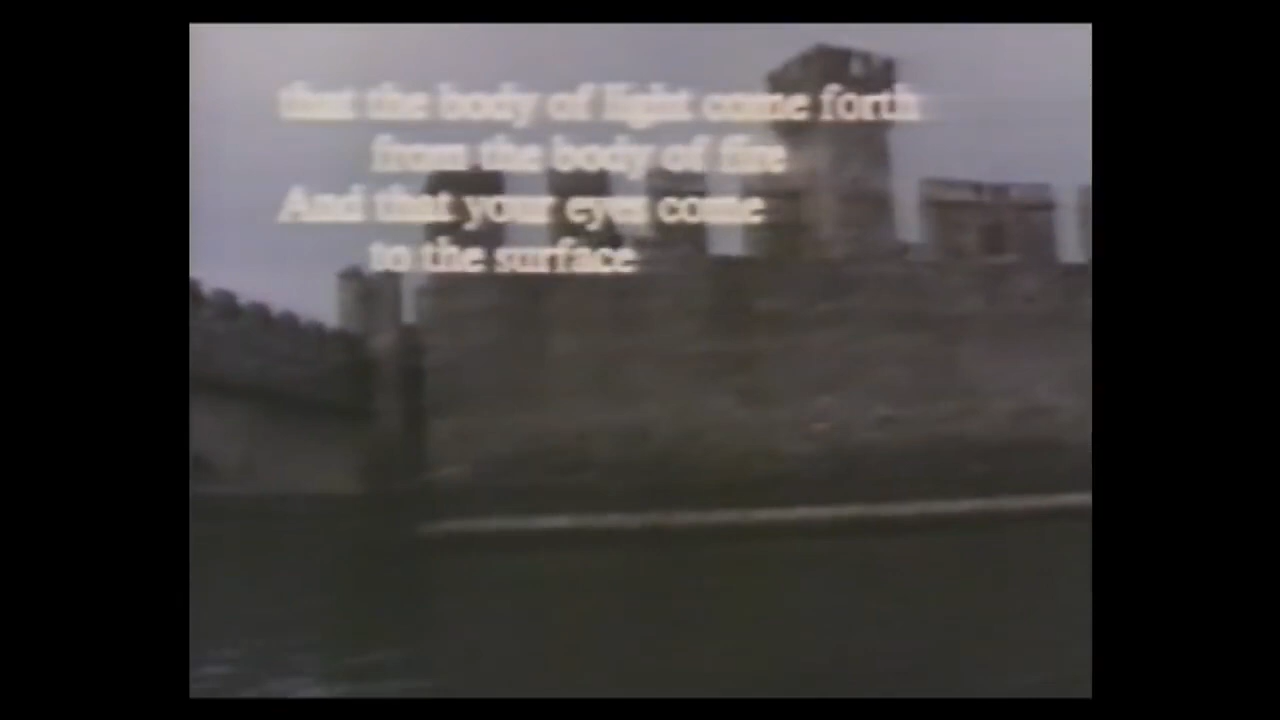 that the body of light come forth
from the body of fire
And that your eyes come
to the surface